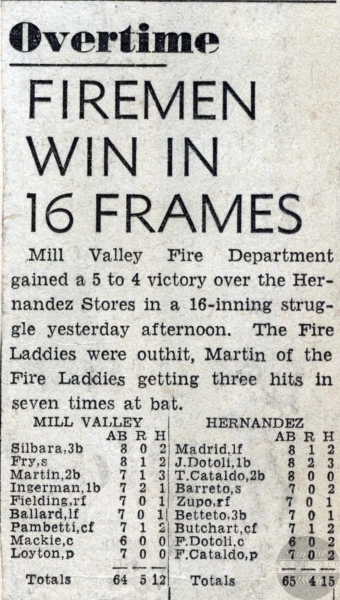 Overtime
FIREMEN
WIN IN
16 FRAMES
Mill Valley Fire Department
gained a 5 to 4 victory over the Her-
nandez Stores in a 16-inning strug-
gle yesterday afternoon. The Fire
Laddies were outhit, Martin of the
Fire Laddies getting three hits in
seven times at bat.
MILL VALLEY HERNANDEZ
AB R H AB R H
Silbara,3b 8 0 2 Madrid,lf 8 1 2
Fry,s 8 1 2 J.Dotoli,1b 8 2 3
Martin,2b 7 1 3 T.Cataldo,2b 8 0 0
Ingerman,1b 7 2 1 Barreto,s 7 0 2
Fielding,rf 7 0 1 Zupo,rf 7 0 1
Ballard,lf 7 0 1 Betteto,3b 7 0 1
Pambetti,cf 7 1 2 Butchart,cf 7 1 2
Mackie,c 6 0 0 F.Dotoli,c 6 0 2
Loyton,p 7 0 0 F.Cataldo,p 7 0 2
Totals 64 5 12 Totals 65 4 15